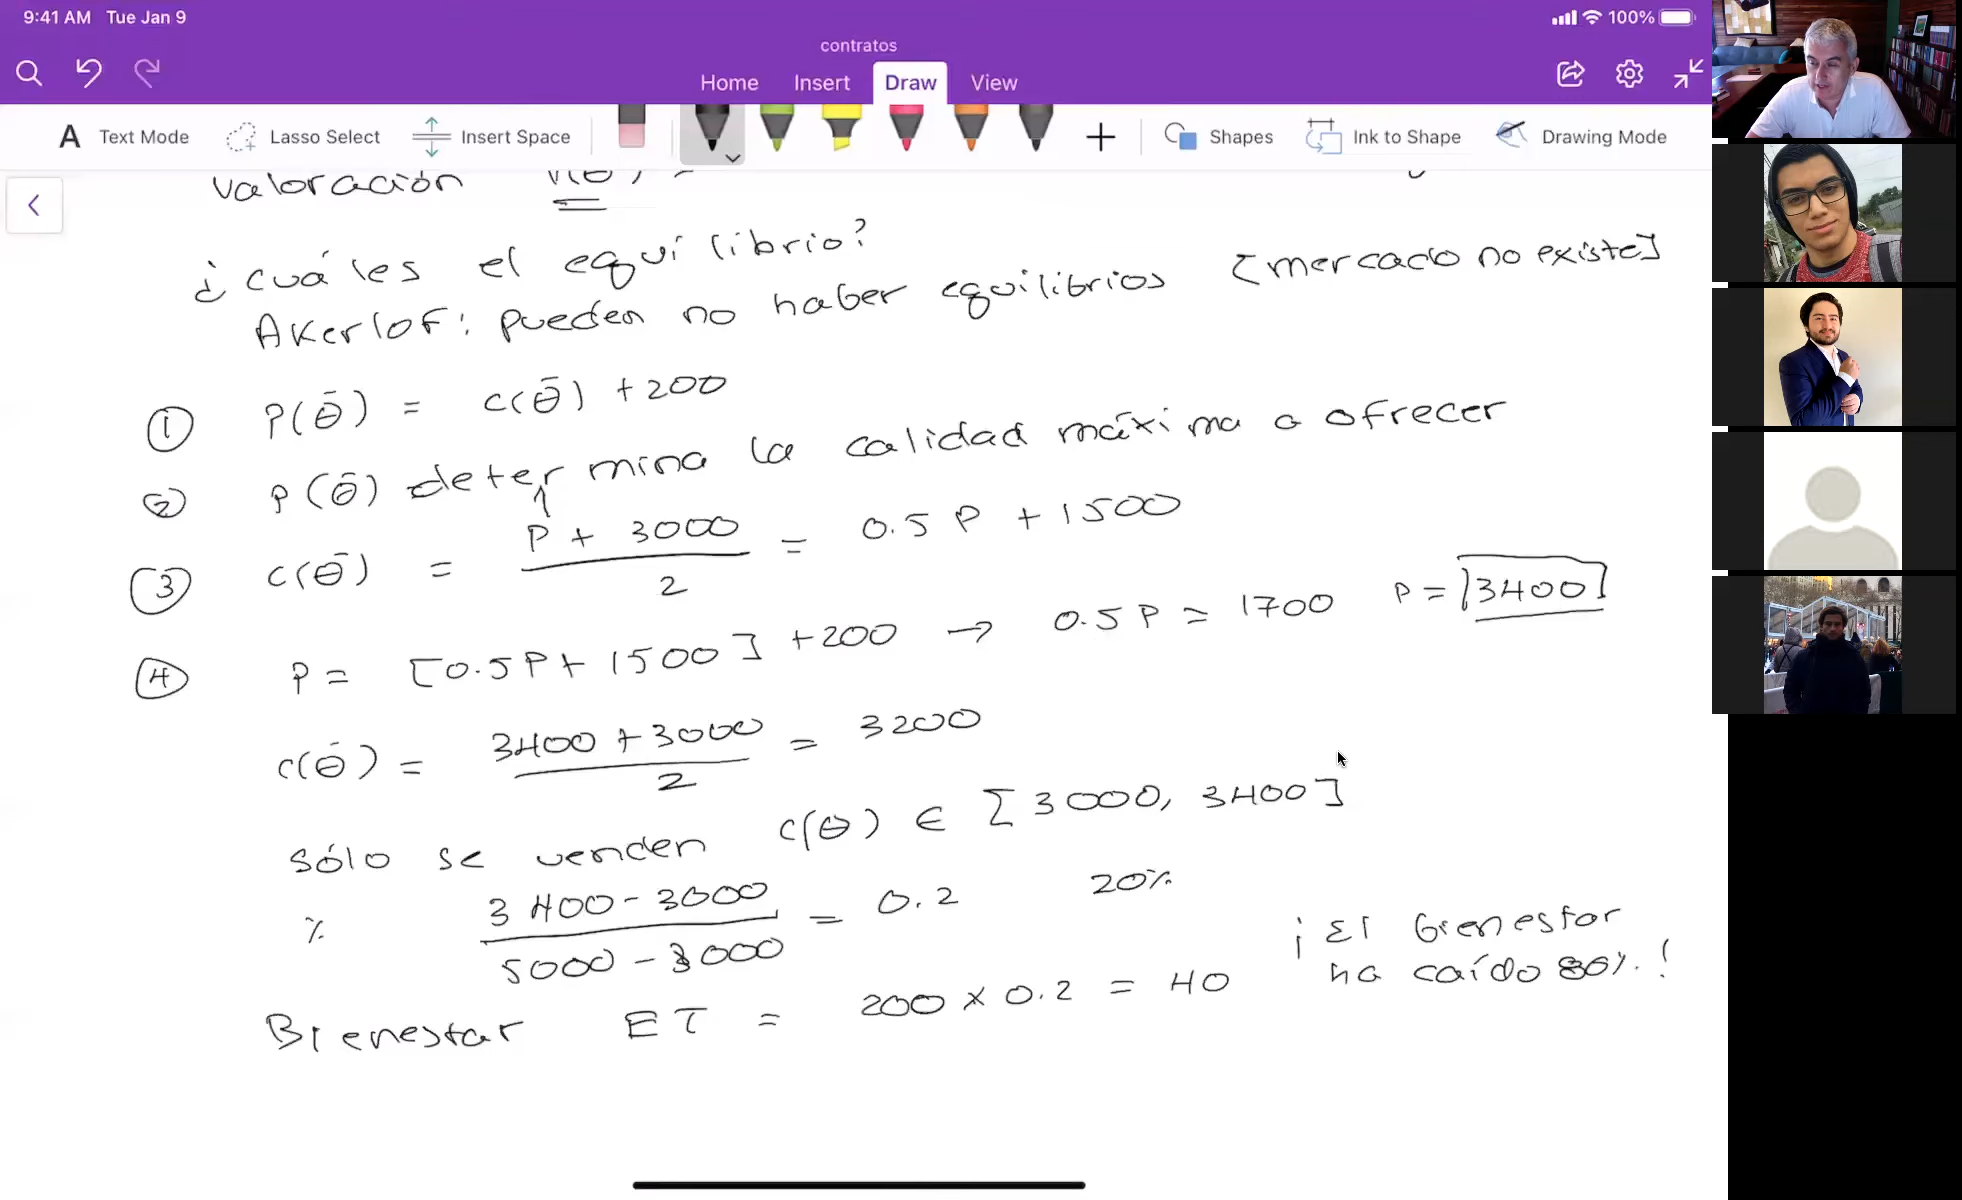 9:41 AM Tue Jan 9
100%
contratos
Home Insert Draw View
A Text Mode Lasso Select Insert Space + Shapes Ink to Shape Drawing Mode
valoración
¿cuál es el equilibrio?
Akerlof: pueden no haber equilibrios [mercado no existe]
① P(θ̄) = c(θ̄) + 200
② P(θ̄) determina la calidad máxima a ofrecer
③ c(θ̄) = (P + 3000)/2 = 0.5 P + 1500
④ P = [0.5P + 1500] + 200 → 0.5 P = 1700 P = [3400]
c(θ̄) = (3400 + 3000)/2 = 3200
Sólo se venden c(θ) ∈ [3000, 3400]
% (3400 - 3000)/(5000 - 3000) = 0.2 20%
¡El bienestar
ha caído 80%!
Bienestar ET = 200 x 0.2 = 40